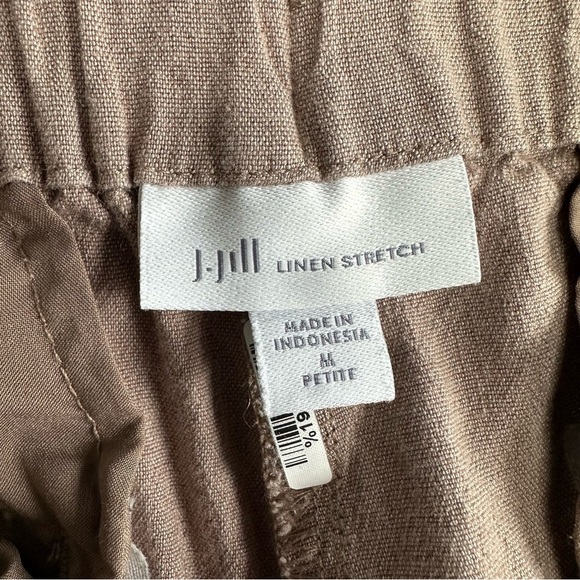 J.Jill LINEN STRETCH
MADE IN
INDONESIA
M
PETITE
61%